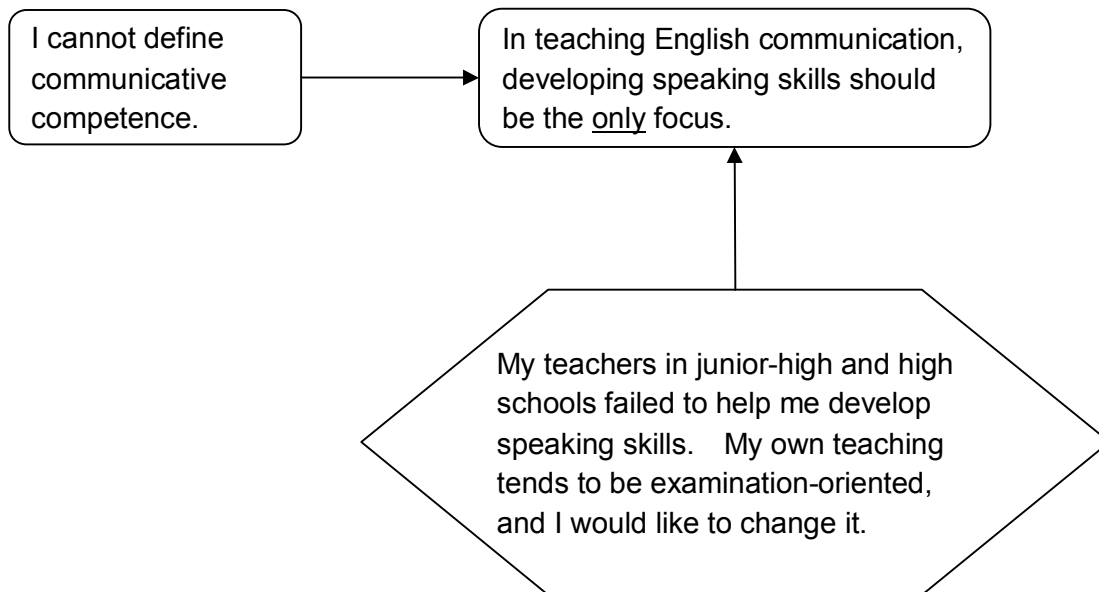 I cannot define
communicative
competence.
In teaching English communication,
developing speaking skills should
be the only focus.
My teachers in junior-high and high
schools failed to help me develop
speaking skills.   My own teaching
tends to be examination-oriented,
and I would like to change it.